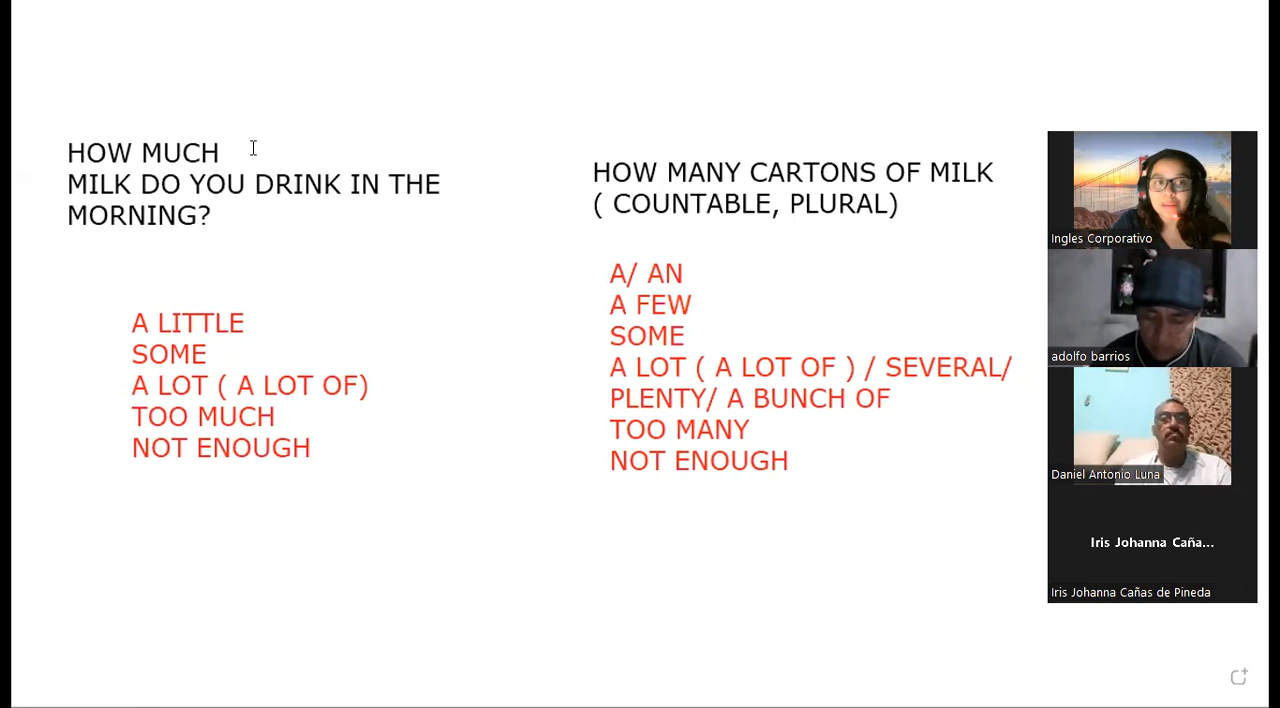 HOW MUCH
MILK DO YOU DRINK IN THE
MORNING?
A LITTLE
SOME
A LOT ( A LOT OF)
TOO MUCH
NOT ENOUGH
HOW MANY CARTONS OF MILK
( COUNTABLE, PLURAL)
A/ AN
A FEW
SOME
A LOT ( A LOT OF ) / SEVERAL/
PLENTY/ A BUNCH OF
TOO MANY
NOT ENOUGH
Ingles Corporativo
adolfo barrios
Daniel Antonio Luna
Iris Johanna Caña...
Iris Johanna Cañas de Pineda